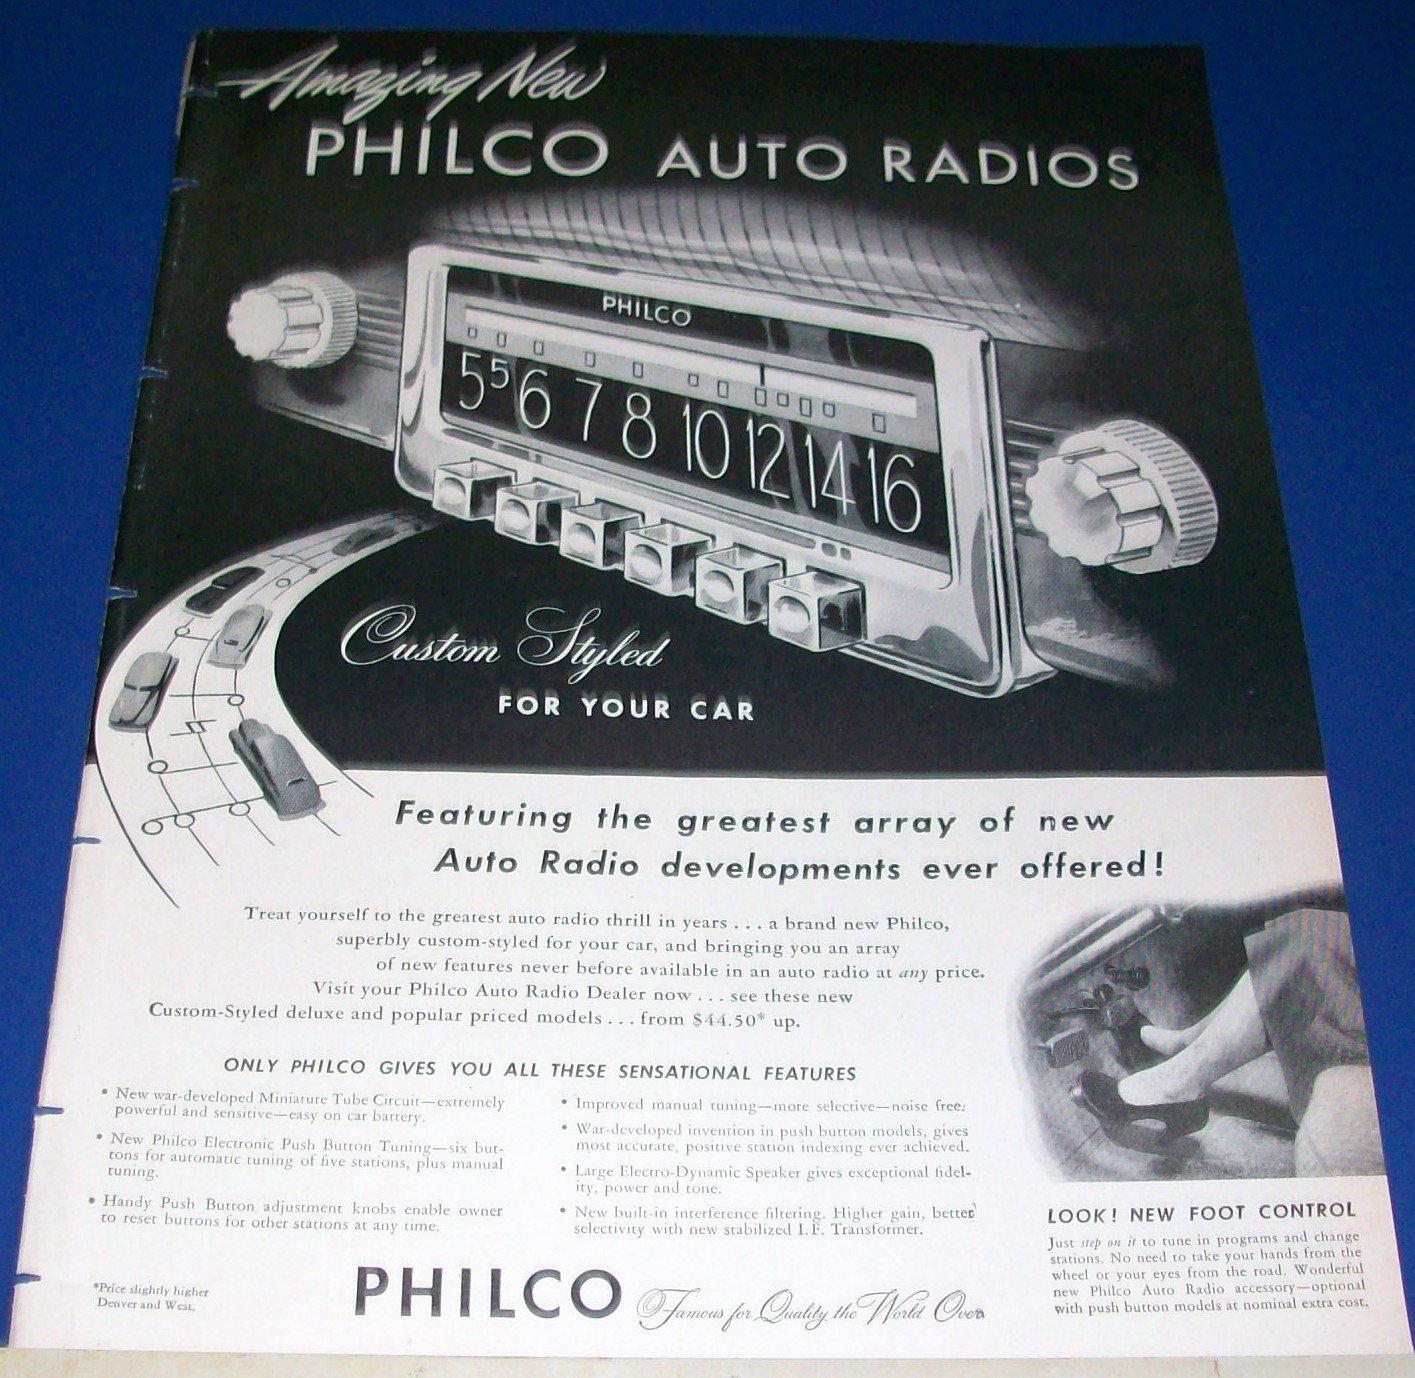 Amazing New
PHILCO AUTO RADIOS
PHILCO
5⁵ 6 7 8 10 12 14 16
Custom Styled
FOR YOUR CAR
Featuring the greatest array of new
Auto Radio developments ever offered!
Treat yourself to the greatest auto radio thrill in years . . . a brand new Philco,
superbly custom-styled for your car, and bringing you an array
of new features never before available in an auto radio at any price.
Visit your Philco Auto Radio Dealer now . . . see these new
Custom-Styled deluxe and popular priced models . . . from $44.50* up.
ONLY PHILCO GIVES YOU ALL THESE SENSATIONAL FEATURES
• New war-developed Miniature Tube Circuit—extremely
powerful and sensitive—easy on car battery.
• New Philco Electronic Push Button Tuning—six but-
tons for automatic tuning of five stations, plus manual
tuning.
• Handy Push Button adjustment knobs enable owner
to reset buttons for other stations at any time.
• Improved manual tuning—more selective—noise free.
• War-developed invention in push button models, gives
most accurate, positive station indexing ever achieved.
• Large Electro-Dynamic Speaker gives exceptional fidel-
ity, power and tone.
• New built-in interference filtering. Higher gain, better
selectivity with new stabilized I.F. Transformer.
LOOK! NEW FOOT CONTROL
Just step on it to tune in programs and change
stations. No need to take your hands from the
wheel or your eyes from the road. Wonderful
new Philco Auto Radio accessory—optional
with push button models at nominal extra cost.
*Price slightly higher
Denver and West.
PHILCO Famous for Quality the World Over